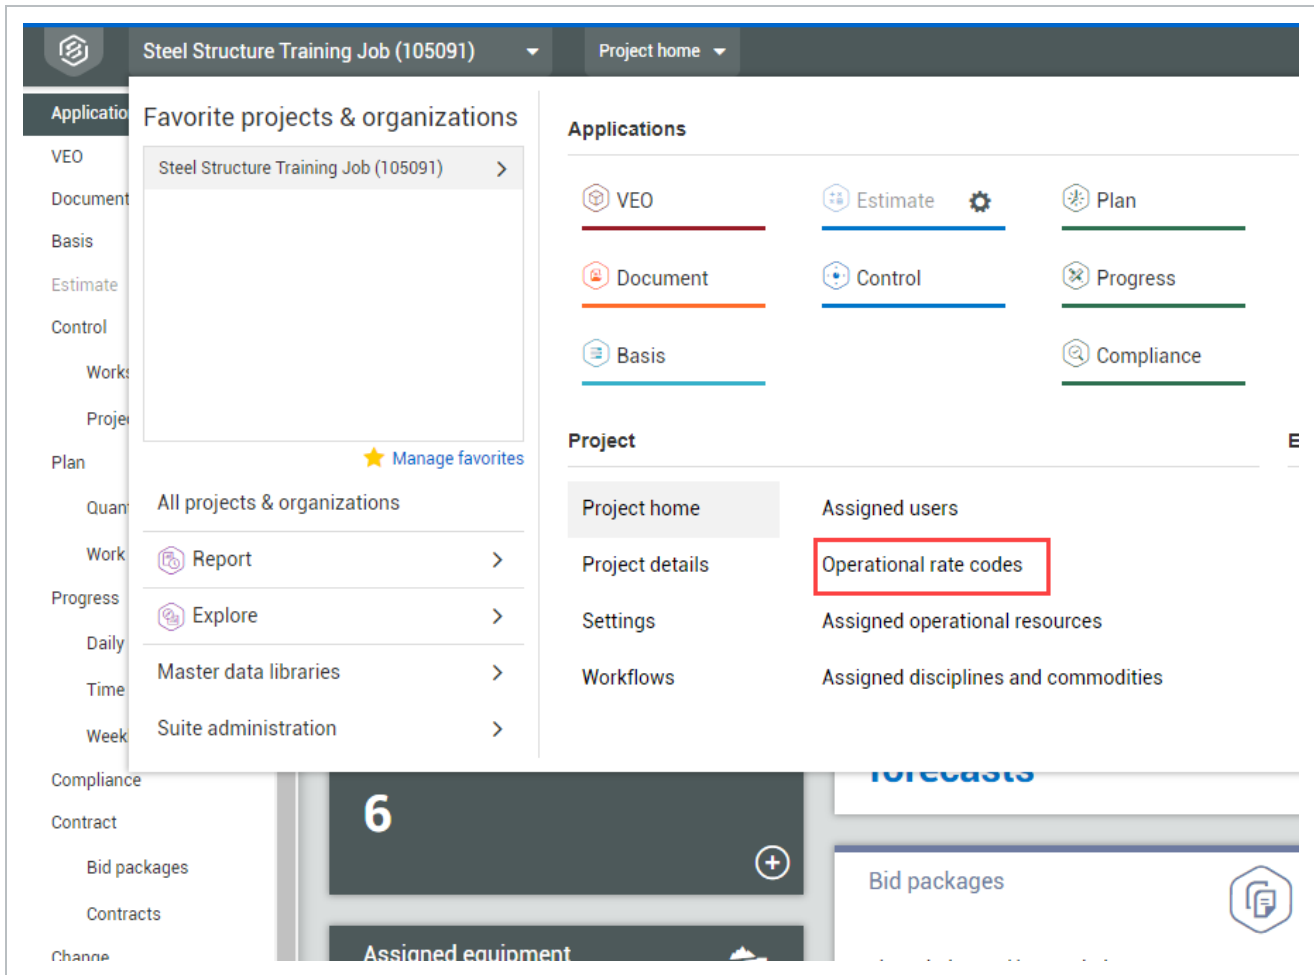 Steel Structure Training Job (105091)
Project home
Favorite projects & organizations
Steel Structure Training Job (105091)
Manage favorites
All projects & organizations
Report
Explore
Master data libraries
Suite administration
Applications
VEO
Estimate
Plan
Document
Control
Progress
Basis
Compliance
Project
Project home
Assigned users
Project details
Operational rate codes
Settings
Assigned operational resources
Workflows
Assigned disciplines and commodities
E
Applicatio
VEO
Document
Basis
Estimate
Control
Works
Projec
Plan
Quant
Work
Progress
Daily
Time
Week
Compliance
Contract
Bid packages
Contracts
Change
6
Assigned equipment
forecasts
Bid packages